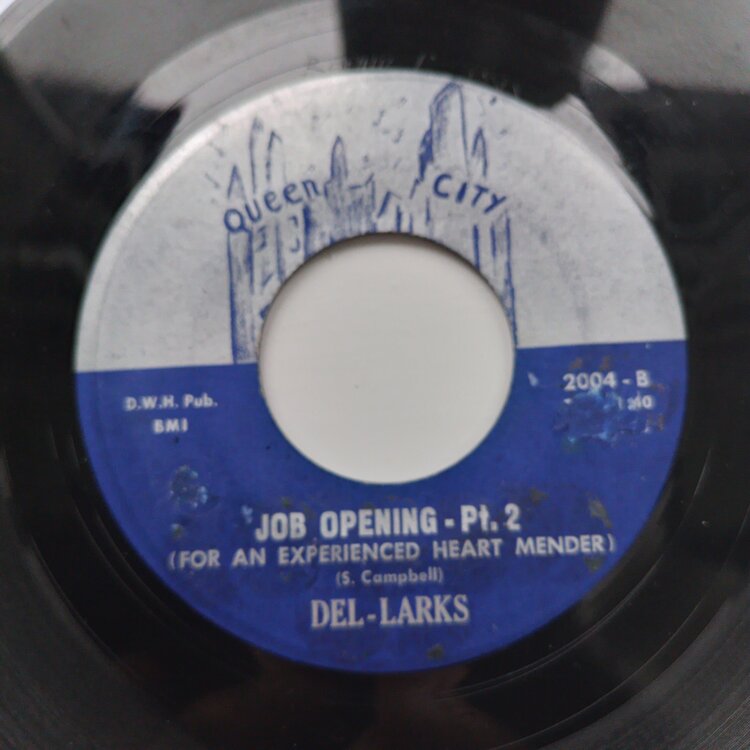 Queen CITY
D.W.H. Pub.
BMI
2004 - B
JOB OPENING - Pt. 2
(FOR AN EXPERIENCED HEART MENDER)
(S. Campbell)
DEL-LARKS